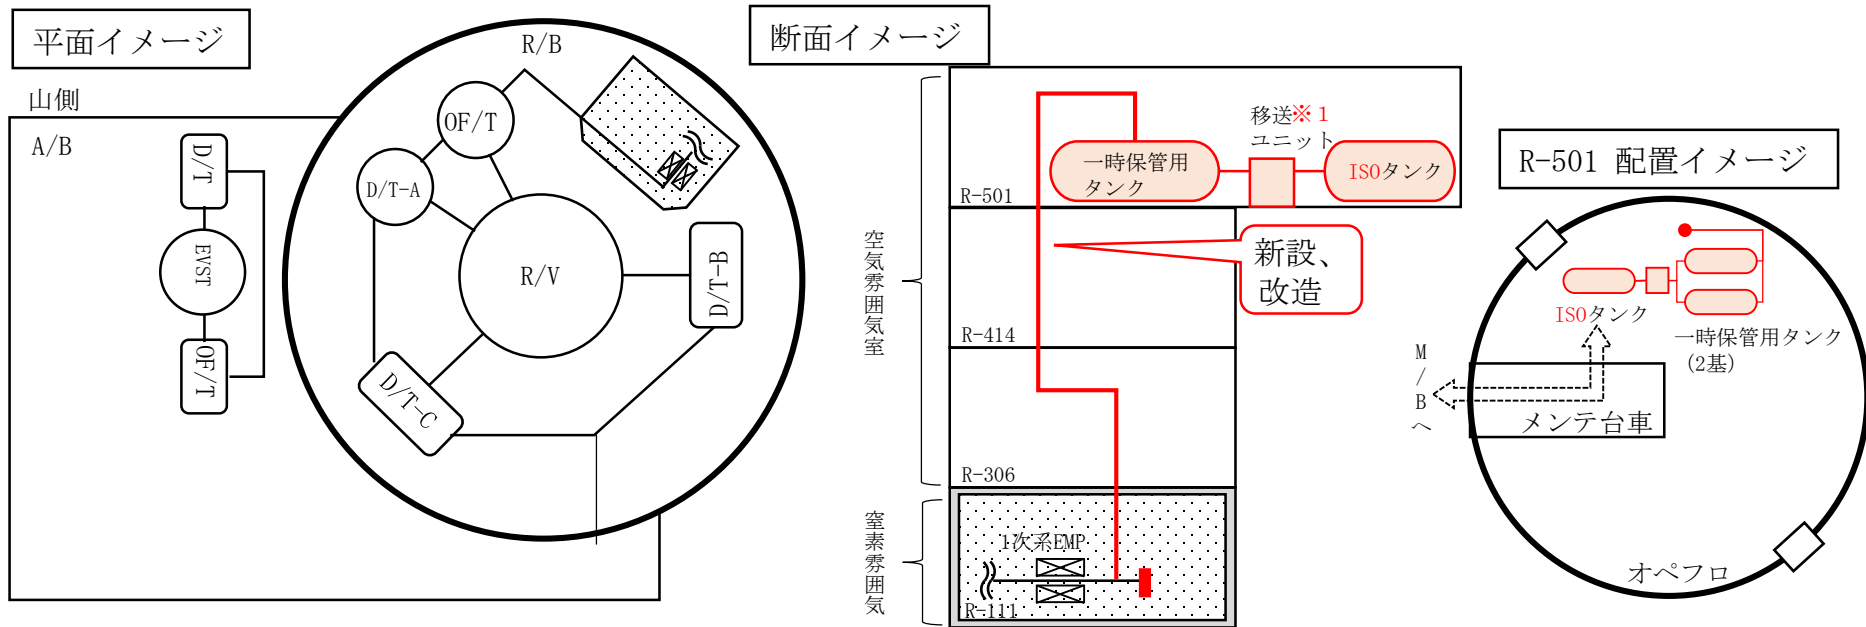 平面イメージ
山側
A/B
D/T
EVST
OF/T
R/B
OF/T
D/T-A
R/V
D/T-B
D/T-C
断面イメージ
空気雰囲気室
窒素雰囲気
移送※1
ユニット
一時保管用
タンク
ISOタンク
R-501
新設、
改造
R-414
R-306
1次系EMP
R-111
R-501 配置イメージ
ISOタンク
一時保管用タンク
(2基)
M/Bへ
メンテ台車
オペフロ